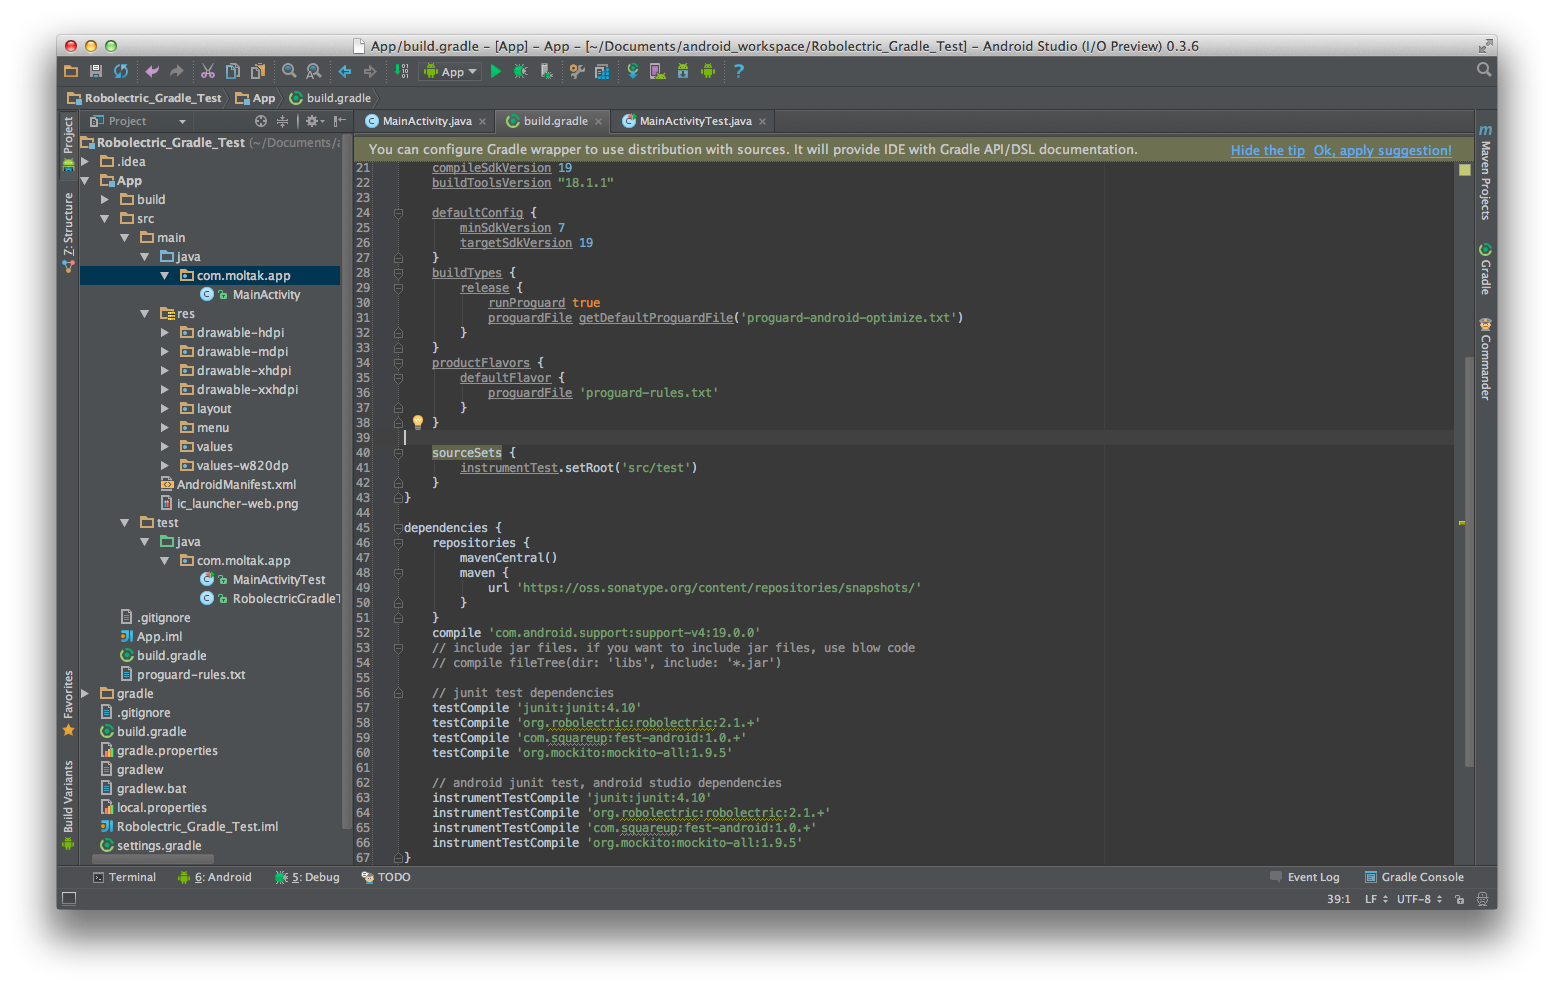 App/build.gradle – [App] – App – [~/Documents/android_workspace/Robolectric_Gradle_Test] – Android Studio (I/O Preview) 0.3.6
App
Robolectric_Gradle_Test App build.gradle
Project
MainActivity.java build.gradle MainActivityTest.java
You can configure Gradle wrapper to use distribution with sources. It will provide IDE with Gradle API/DSL documentation. Hide the tip Ok, apply suggestion!
Project
Z: Structure
Favorites
Build Variants
Robolectric_Gradle_Test (~/Documents/
.idea
App
build
src
main
java
com.moltak.app
MainActivity
res
drawable-hdpi
drawable-mdpi
drawable-xhdpi
drawable-xxhdpi
layout
menu
values
values-w820dp
AndroidManifest.xml
ic_launcher-web.png
test
java
com.moltak.app
MainActivityTest
RobolectricGradleT
.gitignore
App.iml
build.gradle
proguard-rules.txt
gradle
.gitignore
build.gradle
gradle.properties
gradlew
gradlew.bat
local.properties
Robolectric_Gradle_Test.iml
settings.gradle
21 compileSdkVersion 19
22 buildToolsVersion "18.1.1"
23
24 defaultConfig {
25 minSdkVersion 7
26 targetSdkVersion 19
27 }
28 buildTypes {
29 release {
30 runProguard true
31 proguardFile getDefaultProguardFile('proguard-android-optimize.txt')
32 }
33 }
34 productFlavors {
35 defaultFlavor {
36 proguardFile 'proguard-rules.txt'
37 }
38 }
39
40 sourceSets {
41 instrumentTest.setRoot('src/test')
42 }
43 }
44
45 dependencies {
46 repositories {
47 mavenCentral()
48 maven {
49 url 'https://oss.sonatype.org/content/repositories/snapshots/'
50 }
51 }
52 compile 'com.android.support:support-v4:19.0.0'
53 // include jar files. if you want to include jar files, use blow code
54 // compile fileTree(dir: 'libs', include: '*.jar')
55
56 // junit test dependencies
57 testCompile 'junit:junit:4.10'
58 testCompile 'org.robolectric:robolectric:2.1.+'
59 testCompile 'com.squareup:fest-android:1.0.+'
60 testCompile 'org.mockito:mockito-all:1.9.5'
61
62 // android junit test, android studio dependencies
63 instrumentTestCompile 'junit:junit:4.10'
64 instrumentTestCompile 'org.robolectric:robolectric:2.1.+'
65 instrumentTestCompile 'com.squareup:fest-android:1.0.+'
66 instrumentTestCompile 'org.mockito:mockito-all:1.9.5'
67 }
Maven Projects
Gradle
Commander
Terminal 6: Android 5: Debug TODO Event Log Gradle Console
39:1 LF UTF-8